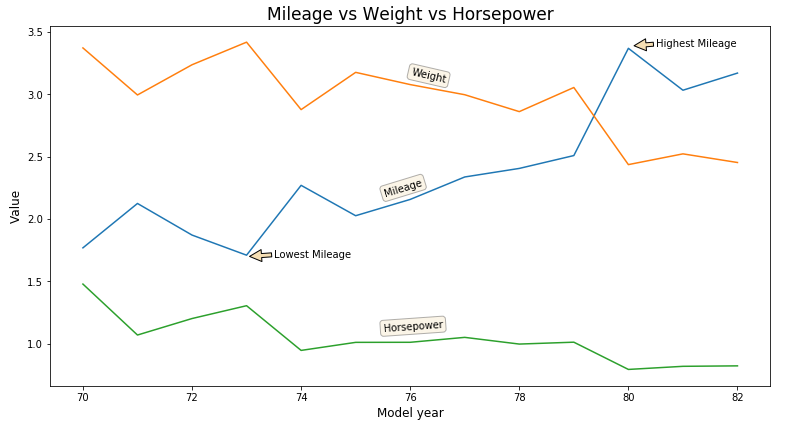 Mileage vs Weight vs Horsepower
3.5
3.0
2.5
2.0
1.5
1.0
Value
Highest Mileage
Weight
Mileage
Lowest Mileage
Horsepower
70 72 74 76 78 80 82
Model year